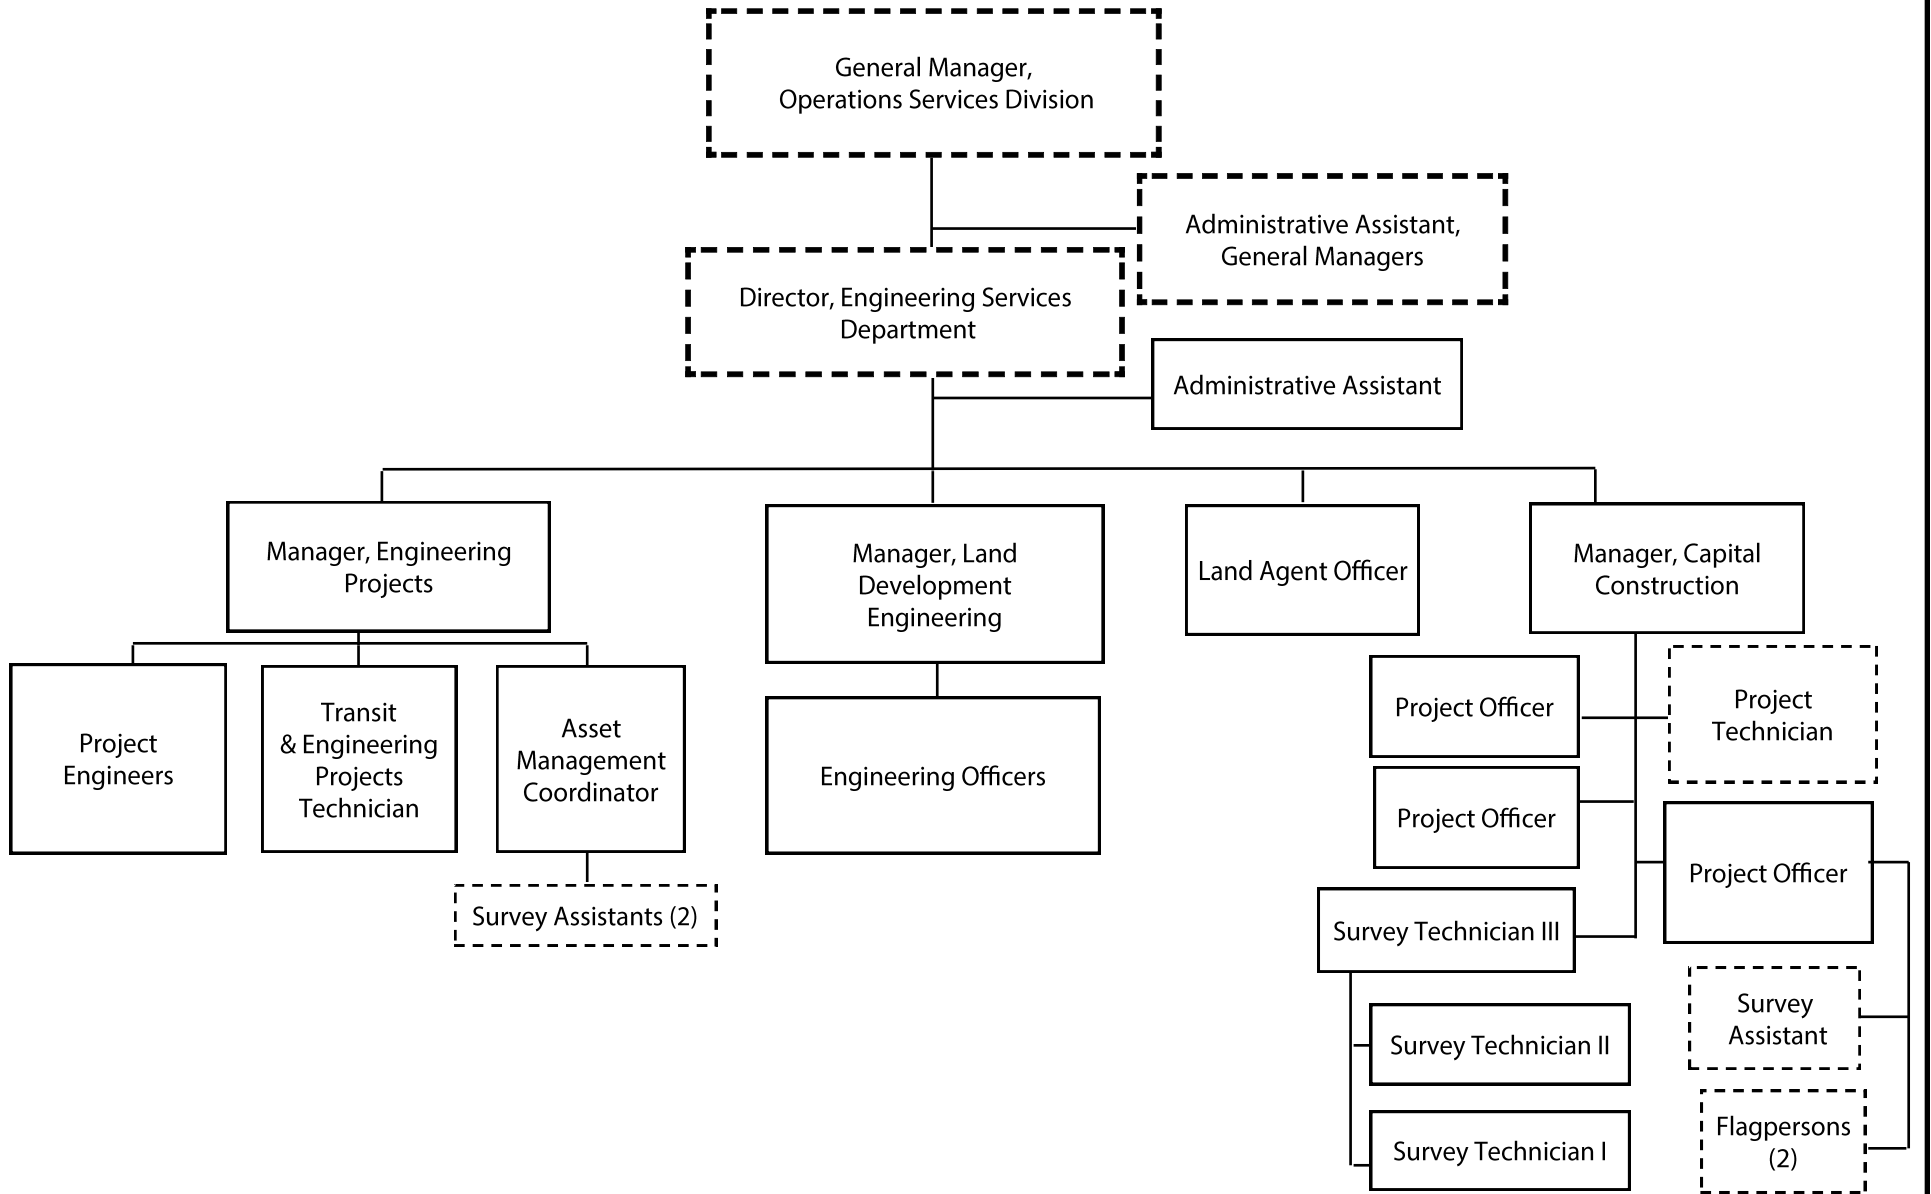 General Manager,
Operations Services Division
Administrative Assistant,
General Managers
Director, Engineering Services
Department
Administrative Assistant
Manager, Engineering
Projects
Manager, Land
Development
Engineering
Land Agent Officer
Manager, Capital
Construction
Project
Engineers
Transit
& Engineering
Projects
Technician
Asset
Management
Coordinator
Survey Assistants (2)
Engineering Officers
Project Officer
Project
Technician
Project Officer
Project Officer
Survey Technician III
Survey Technician II
Survey Technician I
Survey
Assistant
Flagpersons
(2)